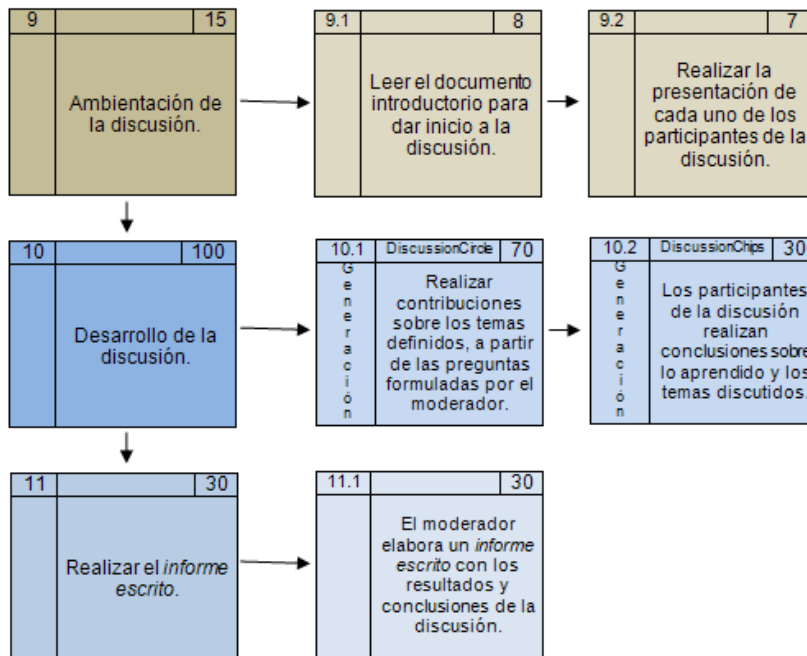 9 15
Ambientación de
la discusión.
9.1 8
Leer el documento
introductorio para
dar inicio a la
discusión.
9.2 7
Realizar la
presentación de
cada uno de los
participantes de la
discusión.
10 100
Desarrollo de la
discusión.
10.1 DiscussionCircle 70
Generación
Realizar
contribuciones
sobre los temas
definidos, a partir
de las preguntas
formuladas por el
moderador.
10.2 DiscussionChips 30
Generación
Los participantes
de la discusión
realizan
conclusiones sobre
lo aprendido y los
temas discutidos.
11 30
Realizar el informe
escrito.
11.1 30
El moderador
elabora un informe
escrito con los
resultados y
conclusiones de la
discusión.